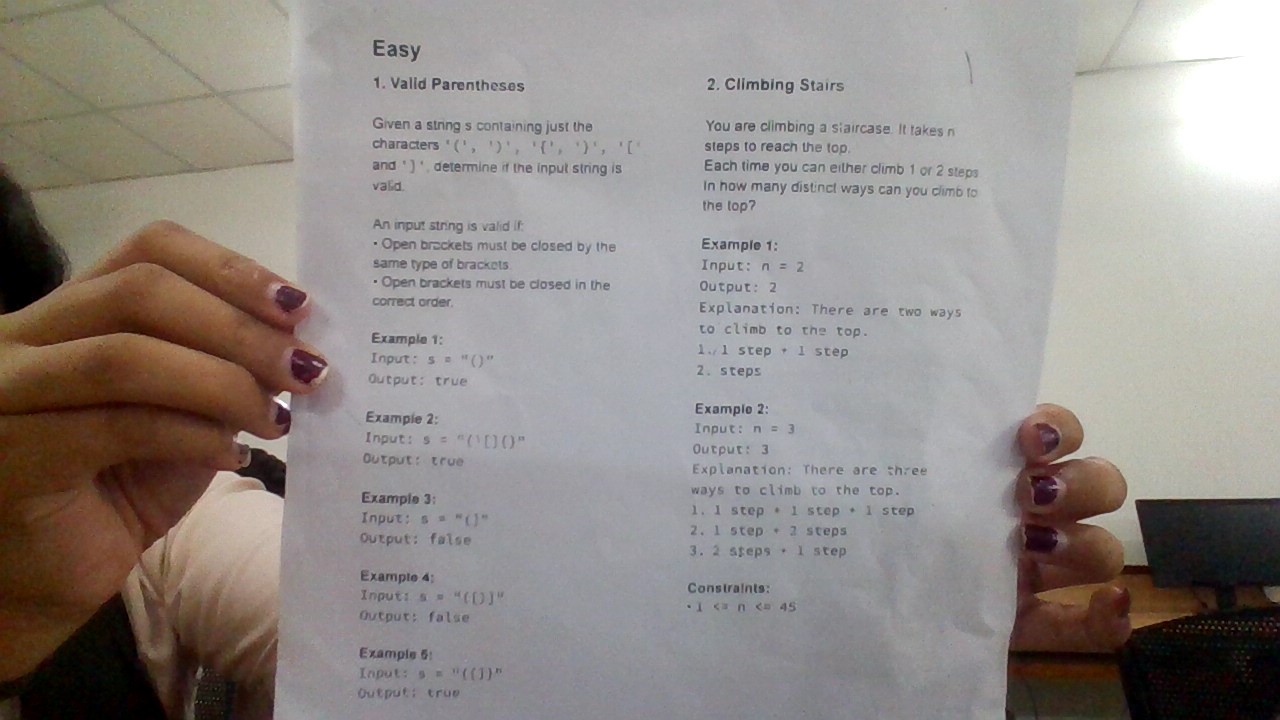 Easy
1. Valid Parentheses
Given a string s containing just the
characters '(', ')', '{', '}', '['
and ']', determine if the input string is
valid.
An input string is valid if:
• Open brackets must be closed by the
same type of brackets.
• Open brackets must be closed in the
correct order.
Example 1:
Input: s = "()"
Output: true
Example 2:
Input: s = "()[]{}"
Output: true
Example 3:
Input: s = "(]"
Output: false
Example 4:
Input: s = "([)]"
Output: false
Example 5:
Input: s = "([])"
Output: true
2. Climbing Stairs
You are climbing a staircase. It takes n
steps to reach the top.
Each time you can either climb 1 or 2 steps
In how many distinct ways can you climb to
the top?
Example 1:
Input: n = 2
Output: 2
Explanation: There are two ways
to climb to the top.
1. 1 step + 1 step
2. steps
Example 2:
Input: n = 3
Output: 3
Explanation: There are three
ways to climb to the top.
1. 1 step + 1 step + 1 step
2. 1 step + 2 steps
3. 2 steps + 1 step
Constraints:
• 1 <= n <= 45